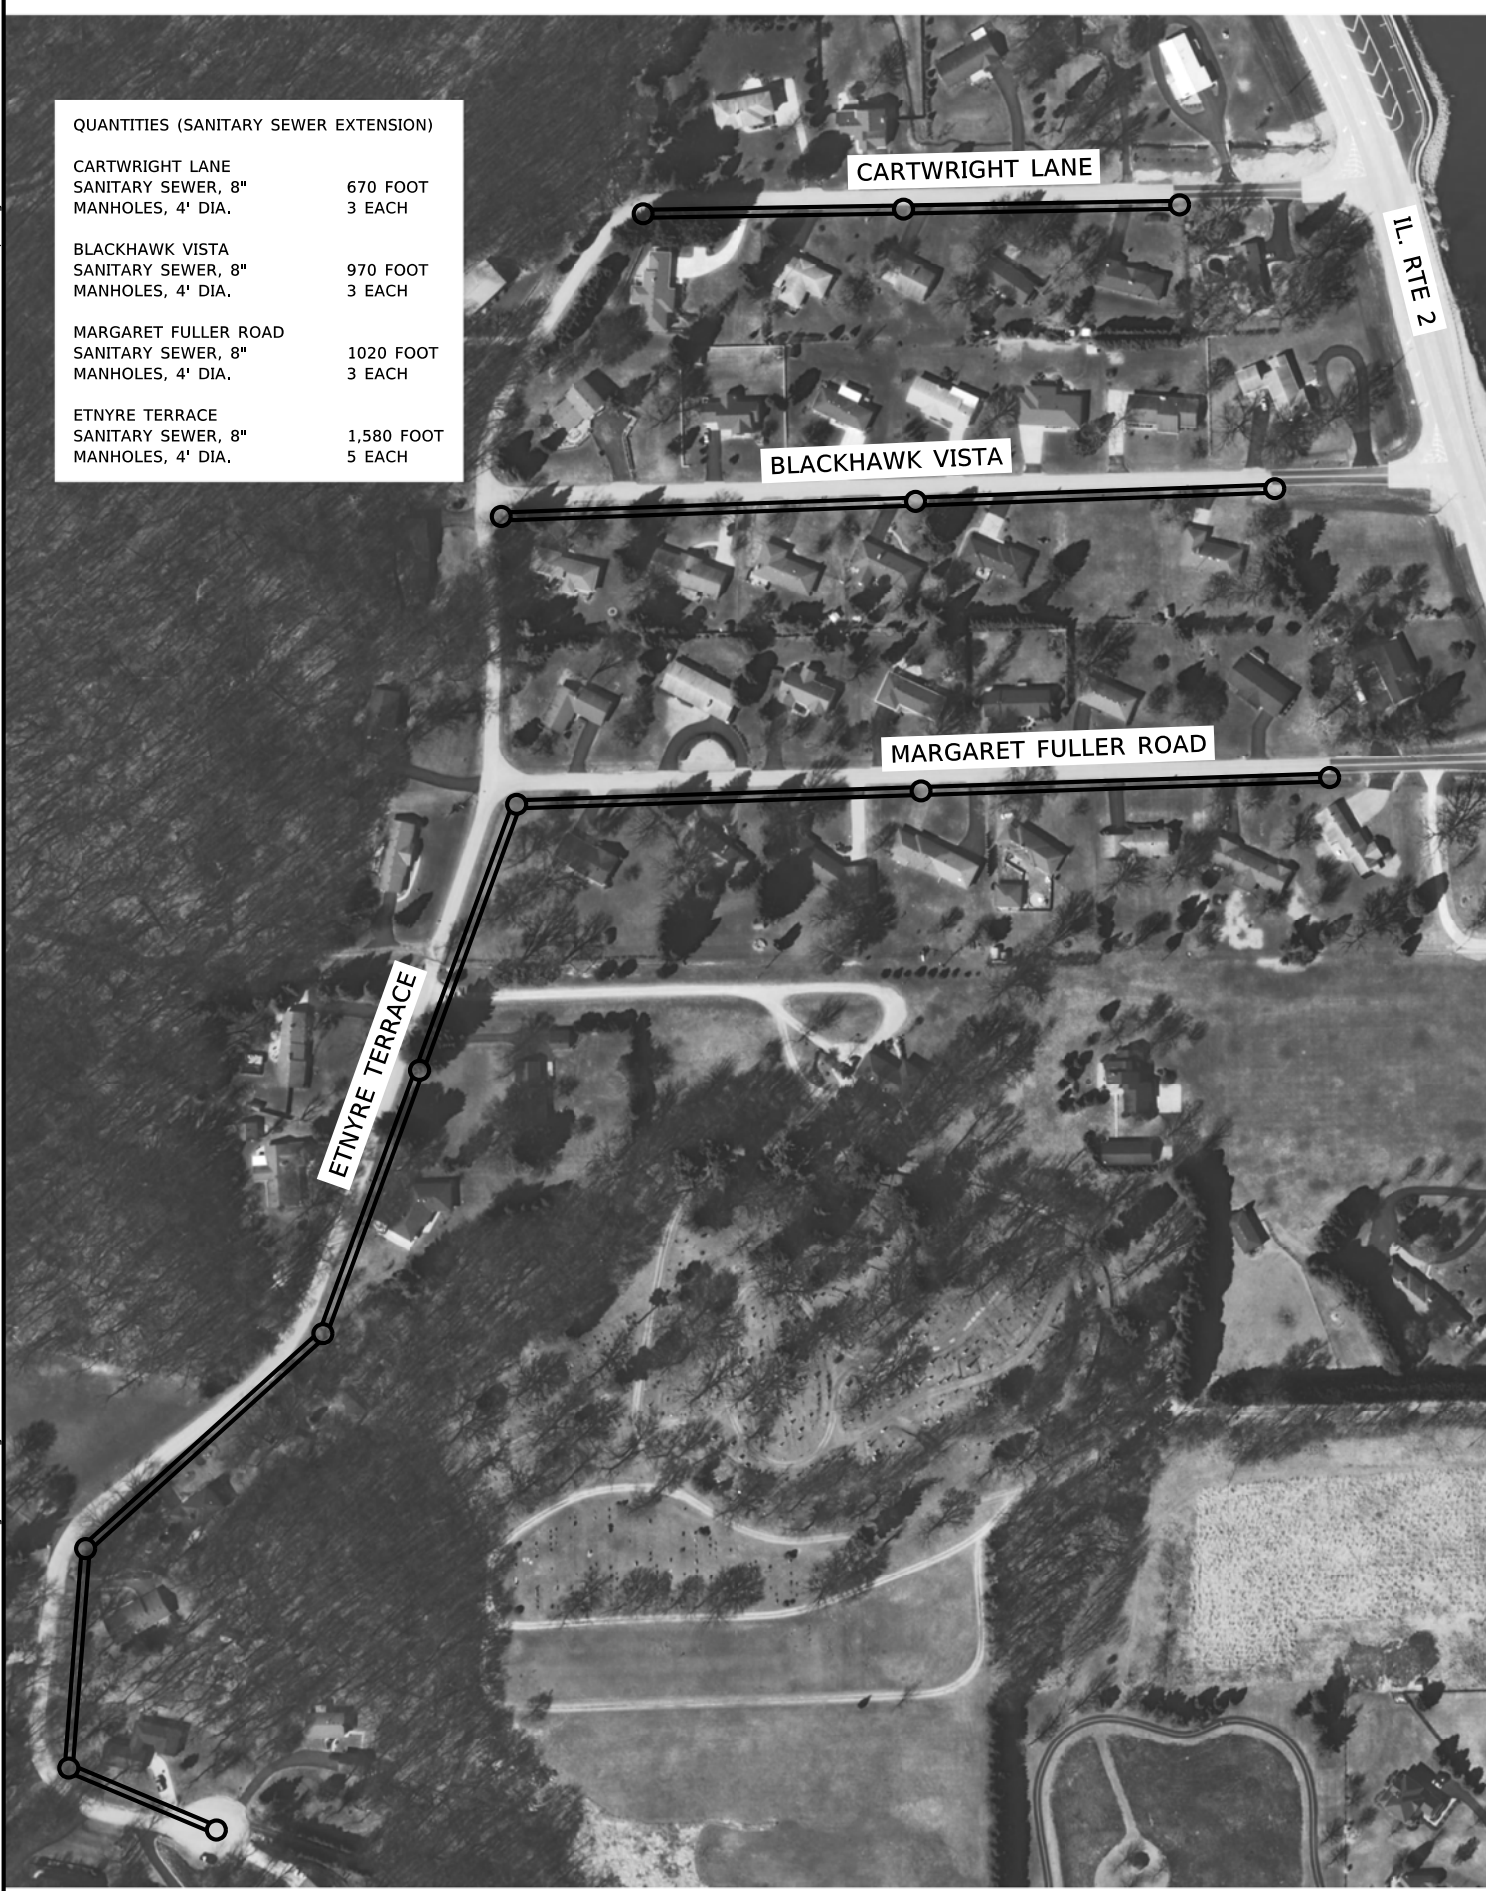 QUANTITIES (SANITARY SEWER EXTENSION)
CARTWRIGHT LANE
SANITARY SEWER, 8" 670 FOOT
MANHOLES, 4' DIA. 3 EACH
BLACKHAWK VISTA
SANITARY SEWER, 8" 970 FOOT
MANHOLES, 4' DIA. 3 EACH
MARGARET FULLER ROAD
SANITARY SEWER, 8" 1020 FOOT
MANHOLES, 4' DIA. 3 EACH
ETNYRE TERRACE
SANITARY SEWER, 8" 1,580 FOOT
MANHOLES, 4' DIA. 5 EACH
CARTWRIGHT LANE
IL. RTE 2
BLACKHAWK VISTA
MARGARET FULLER ROAD
ETNYRE TERRACE